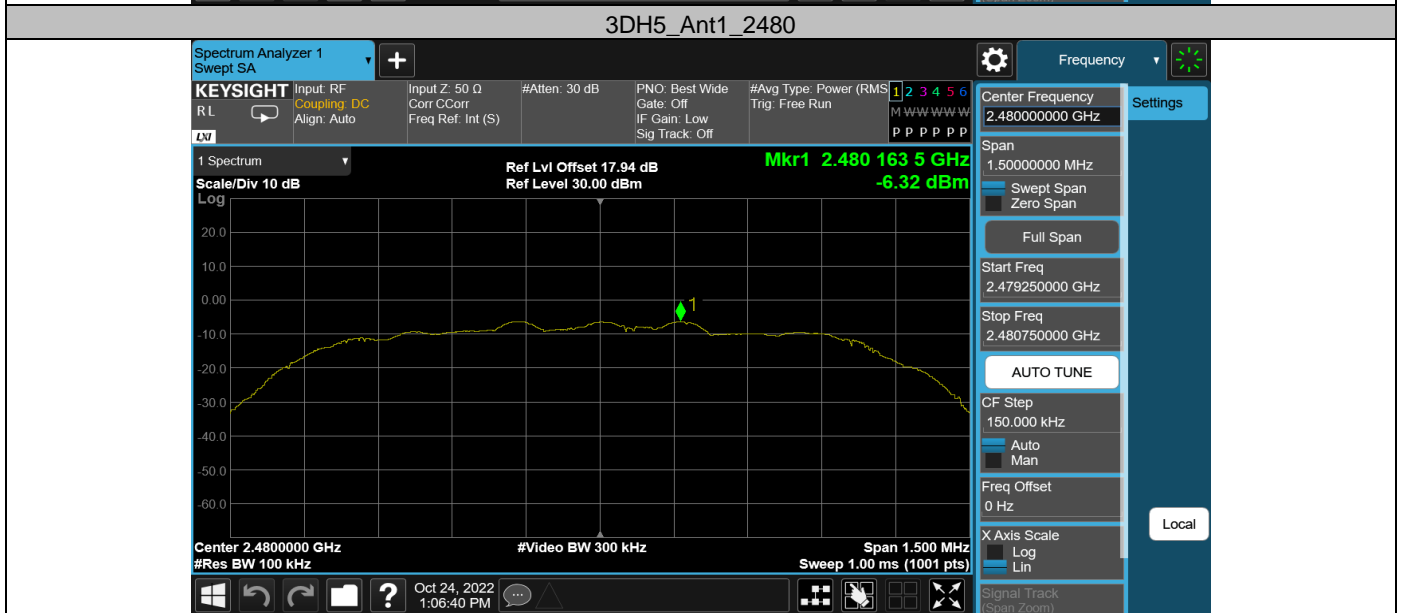 3DH5_Ant1_2480
Spectrum Analyzer 1
Swept SA
+
Frequency
KEYSIGHT
R L
LXI
Input: RF
Coupling: DC
Align: Auto
Input Z: 50 Ω
Corr CCorr
Freq Ref: Int (S)
#Atten: 30 dB
PNO: Best Wide
Gate: Off
IF Gain: Low
Sig Track: Off
#Avg Type: Power (RMS
Trig: Free Run
1 2 3 4 5 6
M W W W W W
P P P P P P
1 Spectrum
Scale/Div 10 dB
Log
Ref Lvl Offset 17.94 dB
Ref Level 30.00 dBm
Mkr1 2.480 163 5 GHz
-6.32 dBm
20.0
10.0
0.00
-10.0
-20.0
-30.0
-40.0
-50.0
-60.0
1
Center 2.4800000 GHz
#Res BW 100 kHz
#Video BW 300 kHz
Span 1.500 MHz
Sweep 1.00 ms (1001 pts)
Oct 24, 2022
1:06:40 PM
?
Center Frequency
2.480000000 GHz
Settings
Span
1.50000000 MHz
Swept Span
Zero Span
Full Span
Start Freq
2.479250000 GHz
Stop Freq
2.480750000 GHz
AUTO TUNE
CF Step
150.000 kHz
Auto
Man
Freq Offset
0 Hz
X Axis Scale
Log
Lin
Local
Signal Track
(Span Zoom)